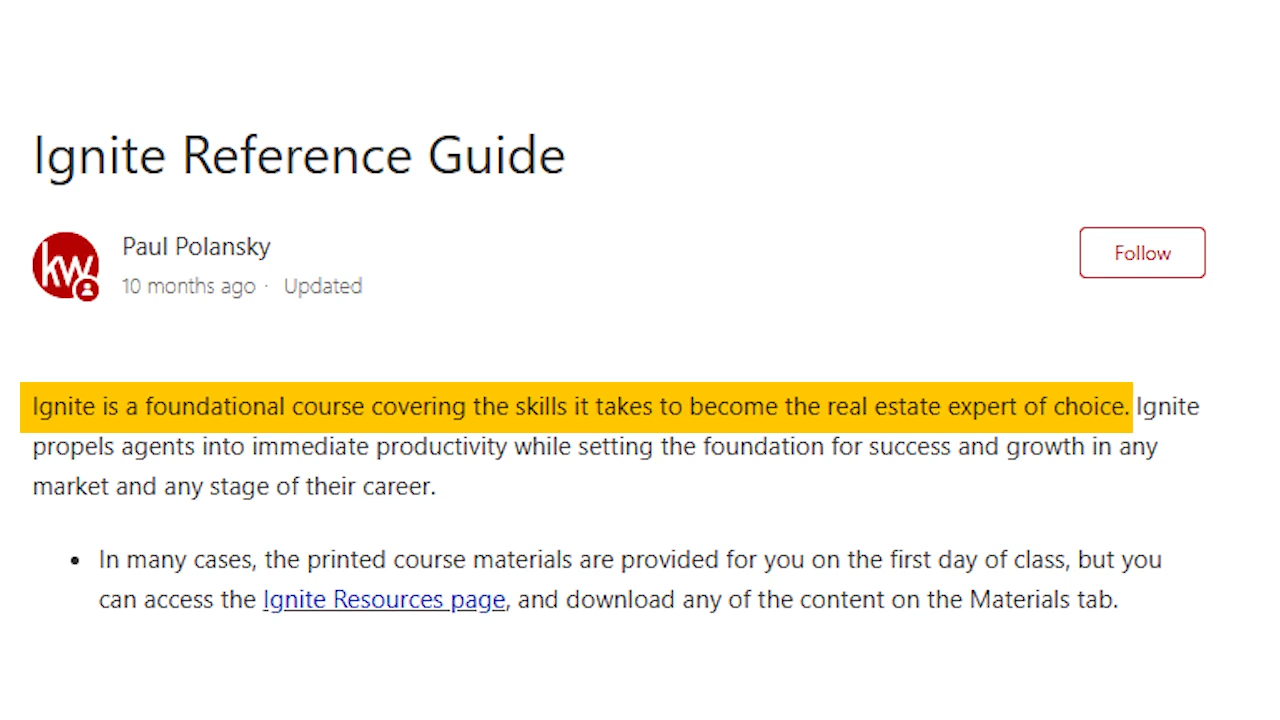 Ignite Reference Guide
kw
Paul Polansky
10 months ago · Updated
Follow
Ignite is a foundational course covering the skills it takes to become the real estate expert of choice. Ignite
propels agents into immediate productivity while setting the foundation for success and growth in any
market and any stage of their career.
• In many cases, the printed course materials are provided for you on the first day of class, but you
can access the Ignite Resources page, and download any of the content on the Materials tab.